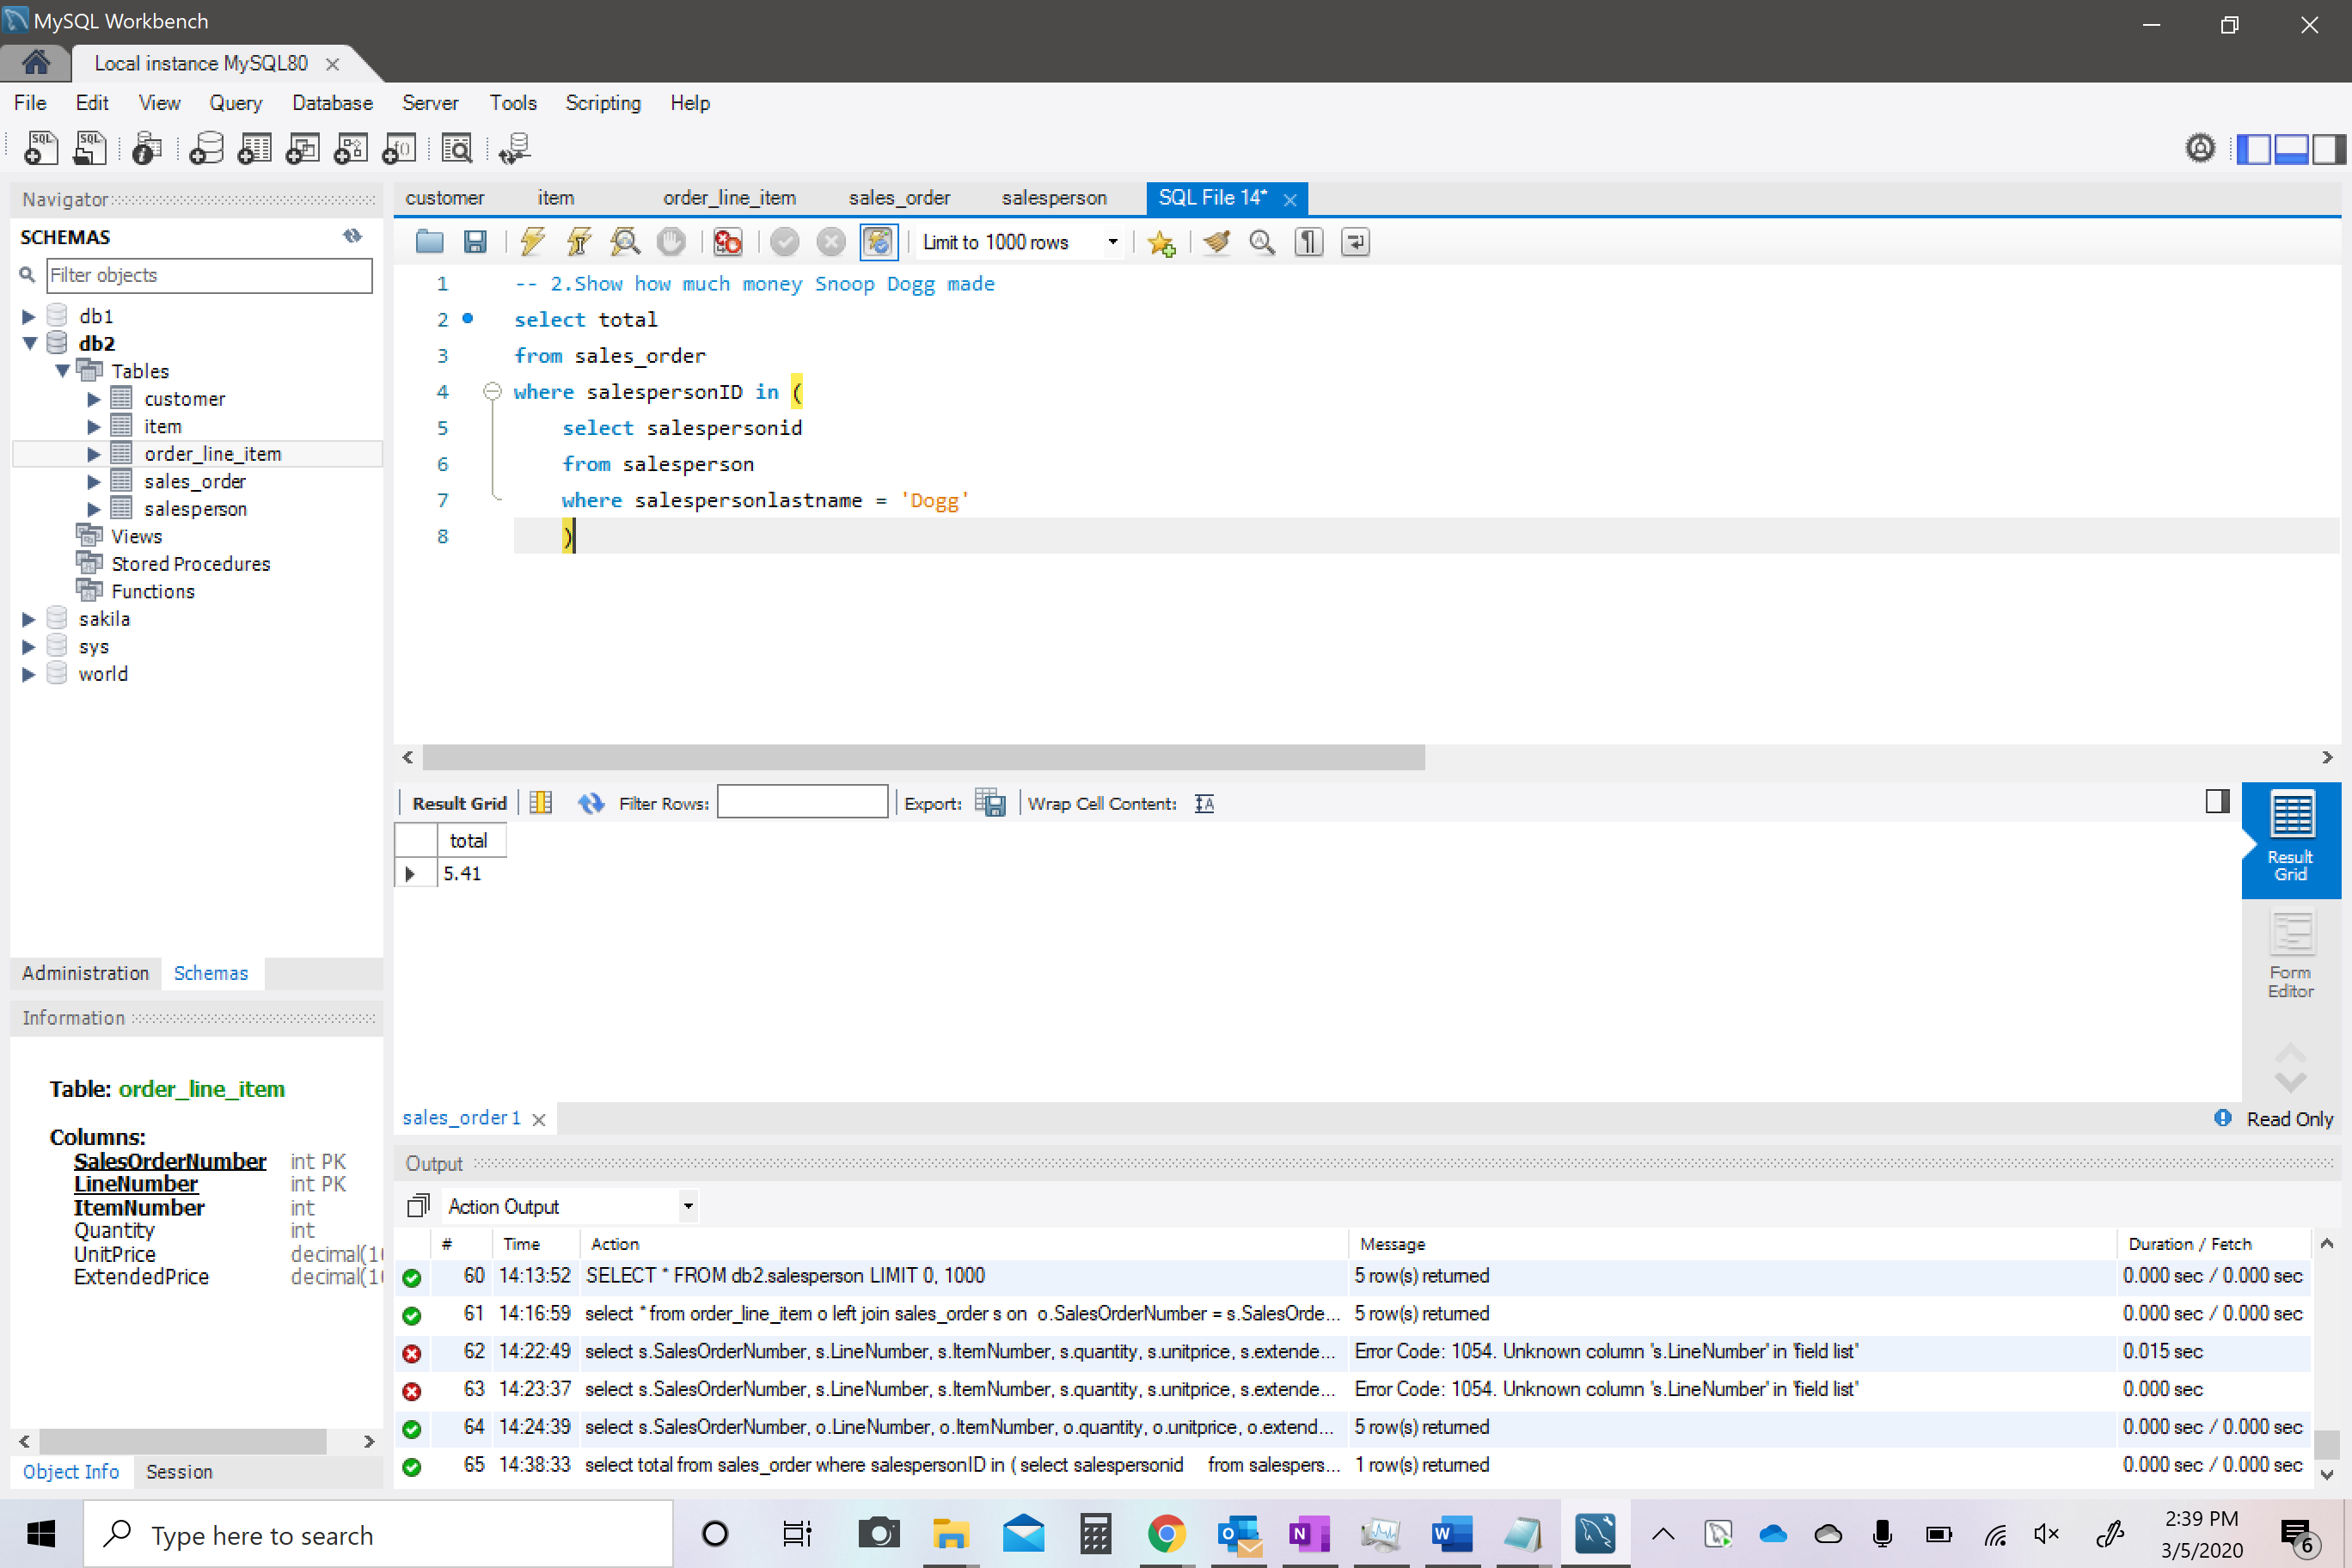 MySQL Workbench
Local instance MySQL80
File Edit View Query Database Server Tools Scripting Help
Navigator
SCHEMAS
Filter objects
db1
db2
Tables
customer
item
order_line_item
sales_order
salesperson
Views
Stored Procedures
Functions
sakila
sys
world
Administration Schemas
Information
Table: order_line_item
Columns:
SalesOrderNumber int PK
LineNumber int PK
ItemNumber int
Quantity int
UnitPrice decimal(1
ExtendedPrice decimal(1
Object Info Session
customer item order_line_item sales_order salesperson SQL File 14*
Limit to 1000 rows
1 -- 2.Show how much money Snoop Dogg made
2 select total
3 from sales_order
4 where salespersonID in (
5 select salespersonid
6 from salesperson
7 where salespersonlastname = 'Dogg'
8 )
Result Grid Filter Rows: Export: Wrap Cell Content:
total
5.41
Result
Grid
Form
Editor
sales_order 1
Read Only
Output
Action Output
# Time Action Message Duration / Fetch
60 14:13:52 SELECT * FROM db2.salesperson LIMIT 0, 1000 5 row(s) returned 0.000 sec / 0.000 sec
61 14:16:59 select * from order_line_item o left join sales_order s on o.SalesOrderNumber = s.SalesOrde... 5 row(s) returned 0.000 sec / 0.000 sec
62 14:22:49 select s.SalesOrderNumber, s.LineNumber, s.ItemNumber, s.quantity, s.unitprice, s.extende... Error Code: 1054. Unknown column 's.LineNumber' in 'field list' 0.015 sec
63 14:23:37 select s.SalesOrderNumber, s.LineNumber, s.ItemNumber, s.quantity, s.unitprice, s.extende... Error Code: 1054. Unknown column 's.LineNumber' in 'field list' 0.000 sec
64 14:24:39 select s.SalesOrderNumber, o.LineNumber, o.ItemNumber, o.quantity, o.unitprice, o.extend... 5 row(s) returned 0.000 sec / 0.000 sec
65 14:38:33 select total from sales_order where salespersonID in ( select salespersonid from salespers... 1 row(s) returned 0.000 sec / 0.000 sec
Type here to search
2:39 PM
3/5/2020
6